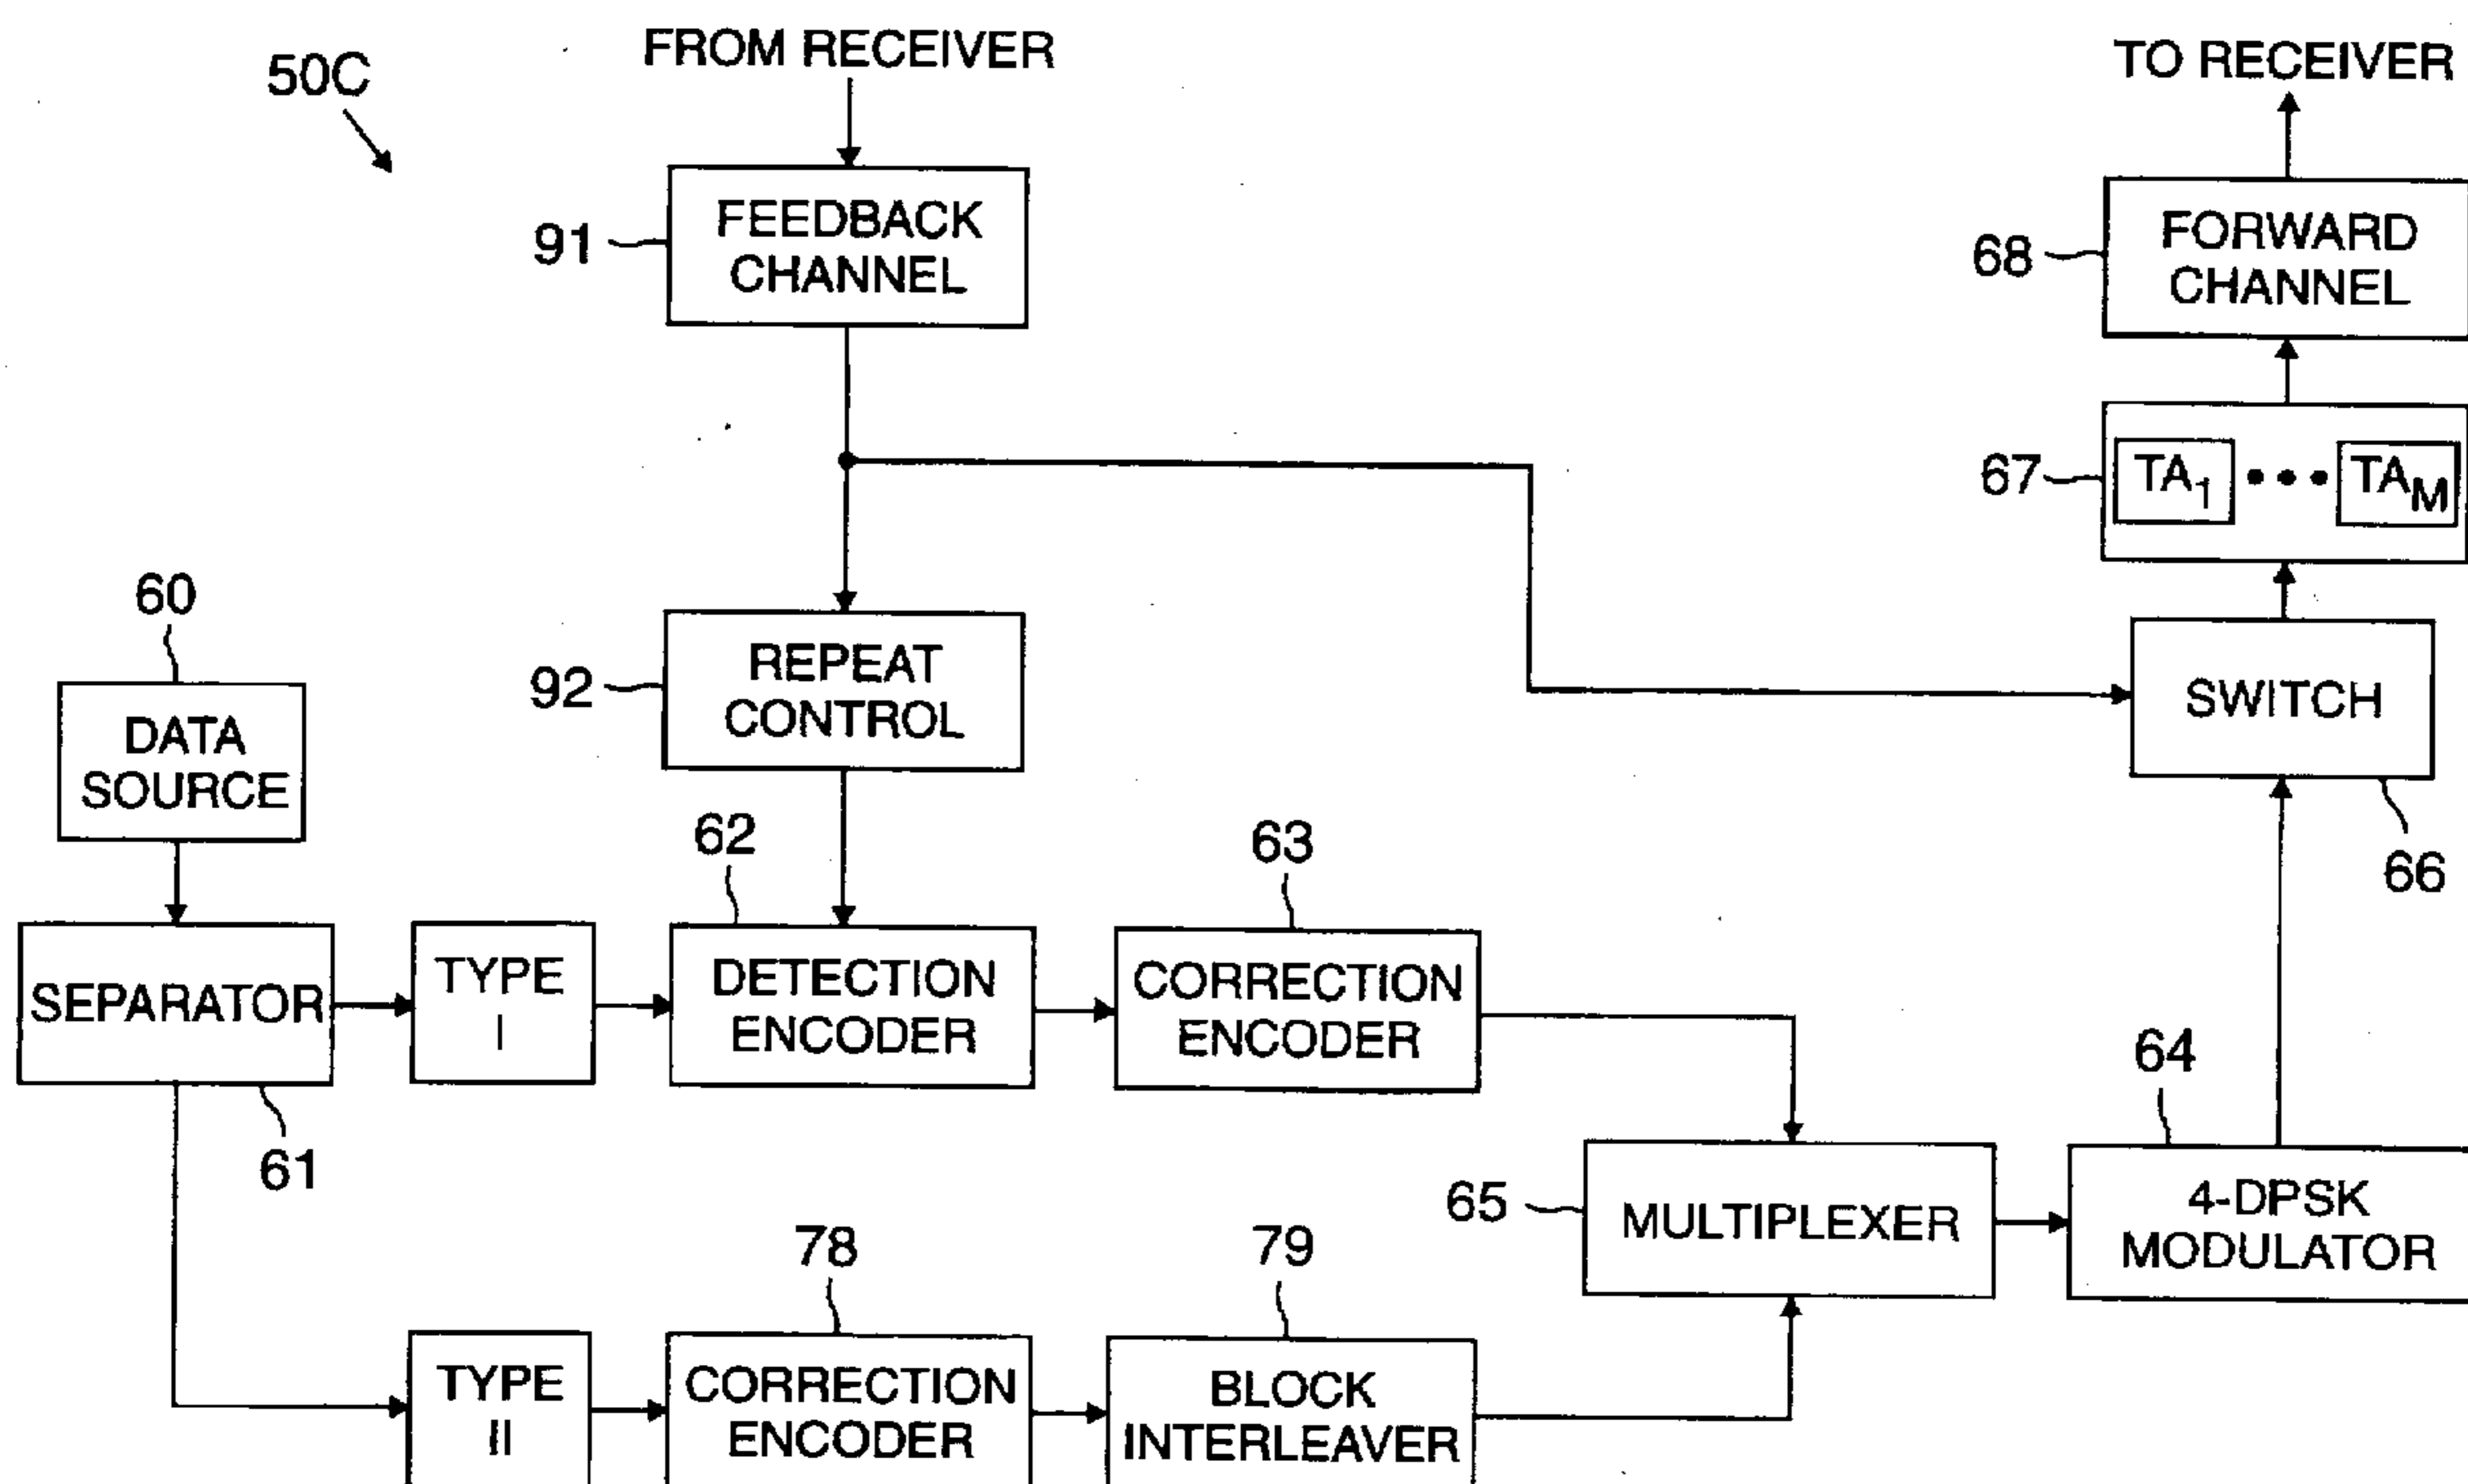 50C
FROM RECEIVER
TO RECEIVER
91
FEEDBACK
CHANNEL
68
FORWARD
CHANNEL
67
TA1 ••• TAM
60
DATA
SOURCE
92
REPEAT
CONTROL
SWITCH
66
62
63
SEPARATOR
61
TYPE
I
DETECTION
ENCODER
CORRECTION
ENCODER
64
65
MULTIPLEXER
4-DPSK
MODULATOR
78
79
TYPE
II
CORRECTION
ENCODER
BLOCK
INTERLEAVER